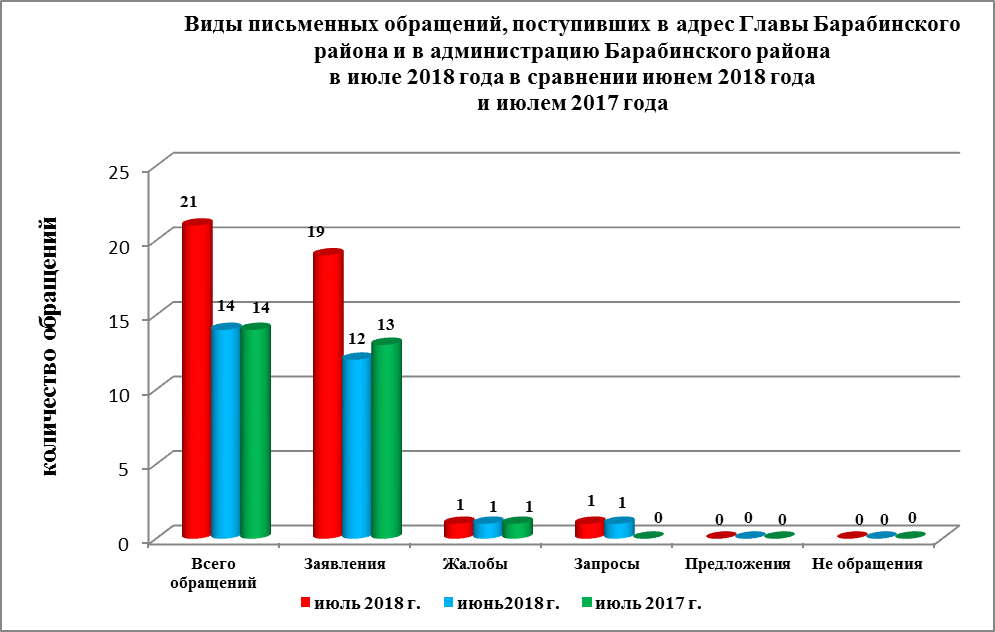 Виды письменных обращений, поступивших в адрес Главы Барабинского
района и в администрацию Барабинского района
в июле 2018 года в сравнении июнем 2018 года
и июлем 2017 года
количество обращений
25
20
15
10
5
0
21
14
14
19
12
13
1
1
1
1
1
0
0
0
0
0
0
0
Всего
обращений
Заявления
Жалобы
Запросы
Предложения
Не обращения
июль 2018 г.
июнь2018 г.
июль 2017 г.